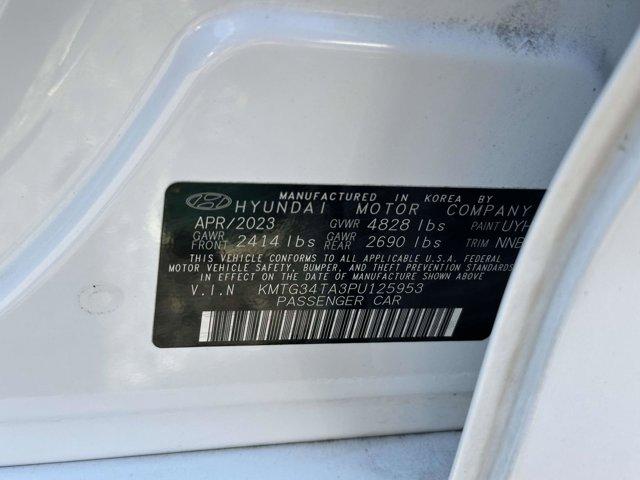 MANUFACTURED IN KOREA BY
HYUNDAI MOTOR COMPANY
APR/2023 GVWR 4828 lbs PAINT UYH
GAWR FRONT 2414 lbs GAWR REAR 2690 lbs TRIM NNB
THIS VEHICLE CONFORMS TO ALL APPLICABLE U.S.A. FEDERAL
MOTOR VEHICLE SAFETY, BUMPER, AND THEFT PREVENTION STANDARDS
IN EFFECT ON THE DATE OF MANUFACTURE SHOWN ABOVE
V.I.N KMTG34TA3PU125953
PASSENGER CAR